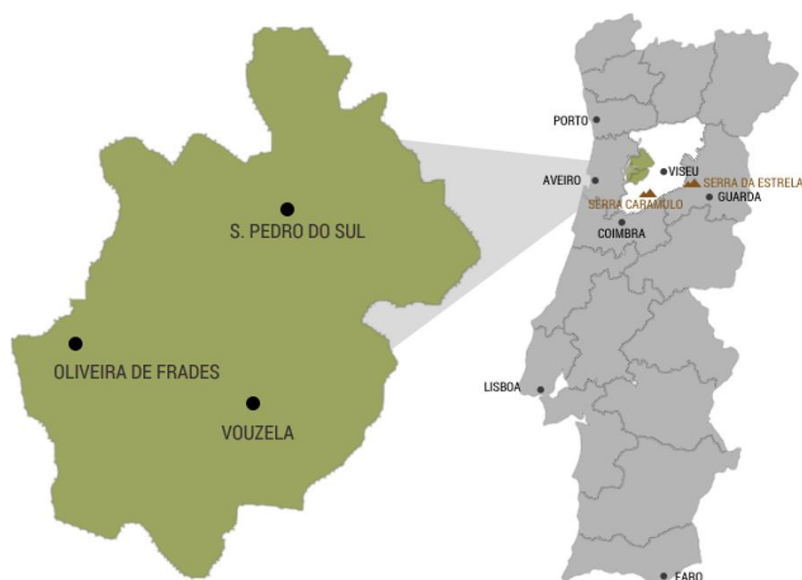 S. PEDRO DO SUL
OLIVEIRA DE FRADES
VOUZELA
PORTO
AVEIRO
VISEU
SERRA DA ESTRELA
SERRA CARAMULO
GUARDA
COIMBRA
LISBOA
FARO